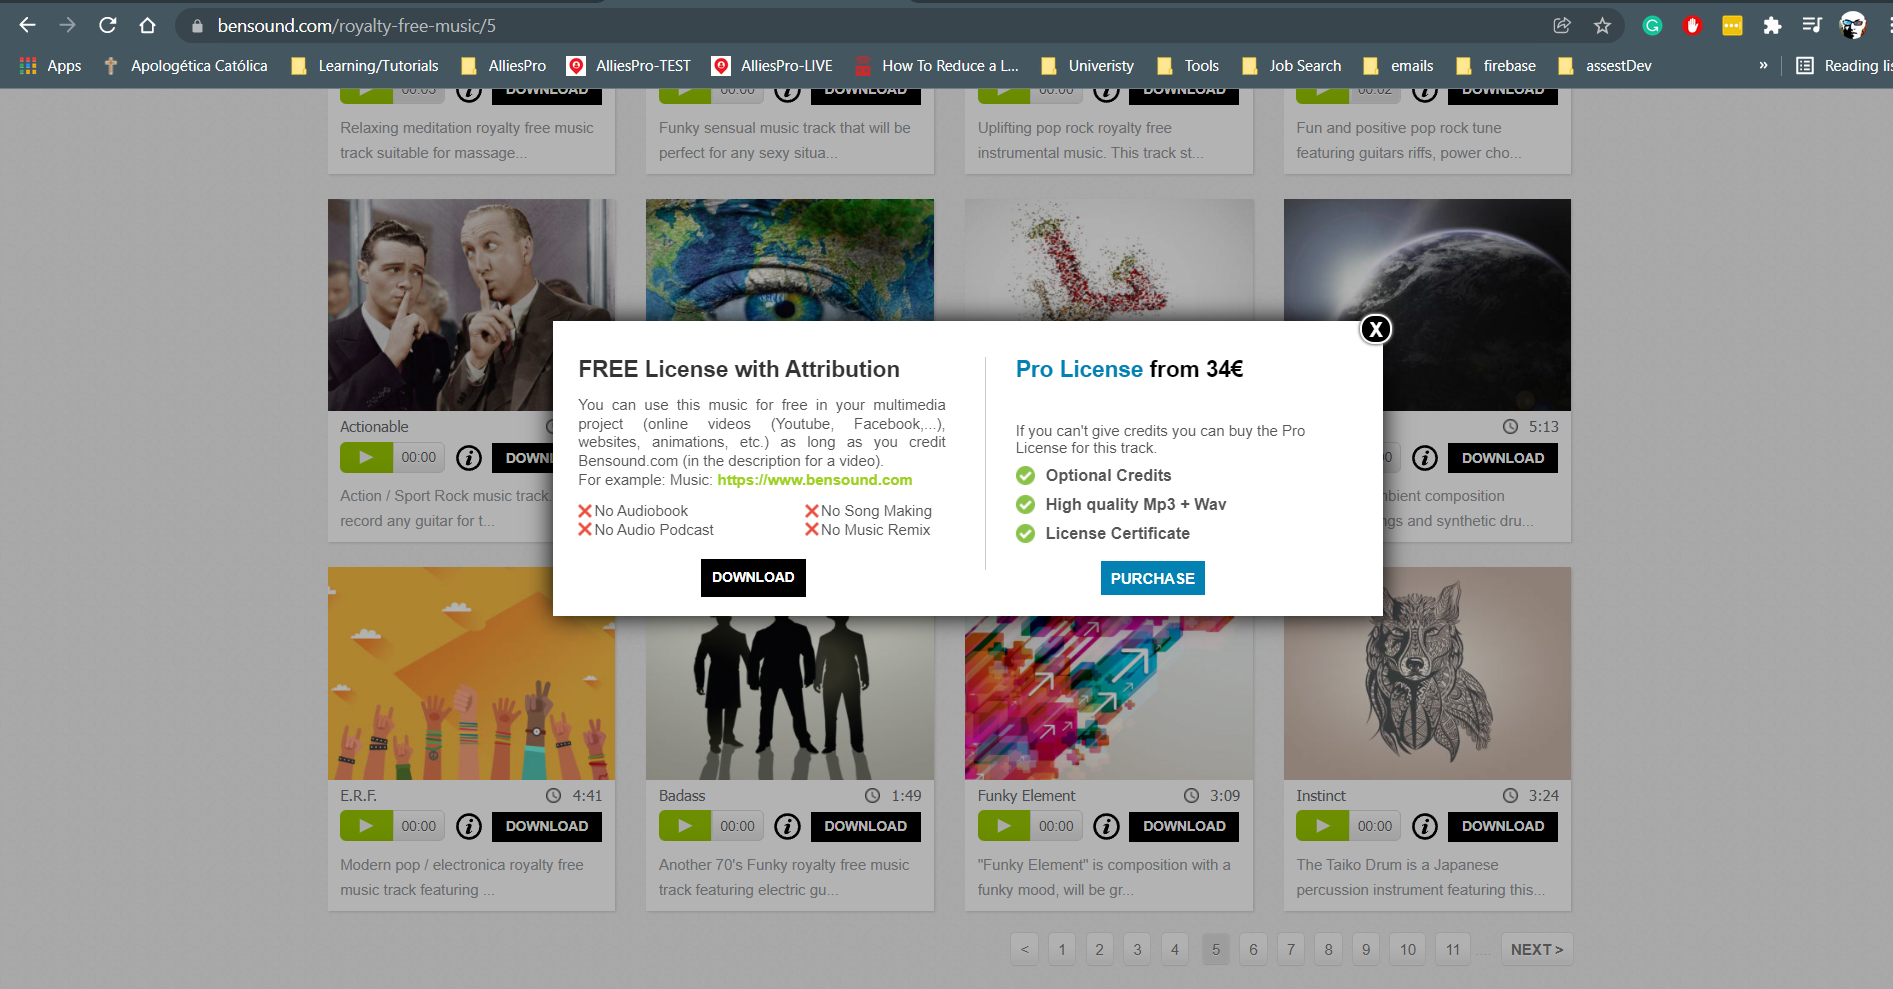 bensound.com/royalty-free-music/5
Apps
Apologética Católica
Learning/Tutorials
AlliesPro
AlliesPro-TEST
AlliesPro-LIVE
How To Reduce a L...
Univeristy
Tools
Job Search
emails
firebase
assestDev
»
Reading lis
00:03 DOWNLOAD
00:00 DOWNLOAD
00:00 DOWNLOAD
00:02 DOWNLOAD
Relaxing meditation royalty free music
track suitable for massage...
Funky sensual music track that will be
perfect for any sexy situa...
Uplifting pop rock royalty free
instrumental music. This track st...
Fun and positive pop rock tune
featuring guitars riffs, power cho...
X
FREE License with Attribution
You can use this music for free in your multimedia
project (online videos (Youtube, Facebook,...),
websites, animations, etc.) as long as you credit
Bensound.com (in the description for a video).
For example: Music: https://www.bensound.com
No Audiobook
No Song Making
No Audio Podcast
No Music Remix
DOWNLOAD
Pro License from 34€
If you can't give credits you can buy the Pro
License for this track.
Optional Credits
High quality Mp3 + Wav
License Certificate
PURCHASE
Actionable
00:00 DOWN
Action / Sport Rock music track.
record any guitar for t...
5:13
0 DOWNLOAD
bient composition
gs and synthetic dru...
E.R.F. 4:41
00:00 DOWNLOAD
Modern pop / electronica royalty free
music track featuring ...
Badass 1:49
00:00 DOWNLOAD
Another 70's Funky royalty free music
track featuring electric gu...
Funky Element 3:09
00:00 DOWNLOAD
"Funky Element" is composition with a
funky mood, will be gr...
Instinct 3:24
00:00 DOWNLOAD
The Taiko Drum is a Japanese
percussion instrument featuring this...
< 1 2 3 4 5 6 7 8 9 10 11 .... NEXT >